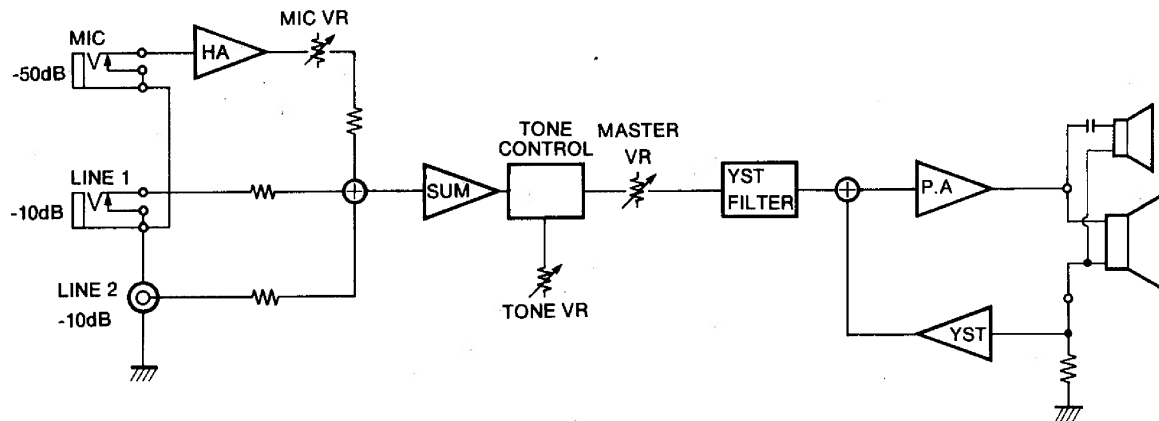 MIC
-50dB
HA
MIC VR
LINE 1
-10dB
LINE 2
-10dB
SUM
TONE
CONTROL
TONE VR
MASTER
VR
YST
FILTER
P.A
YST